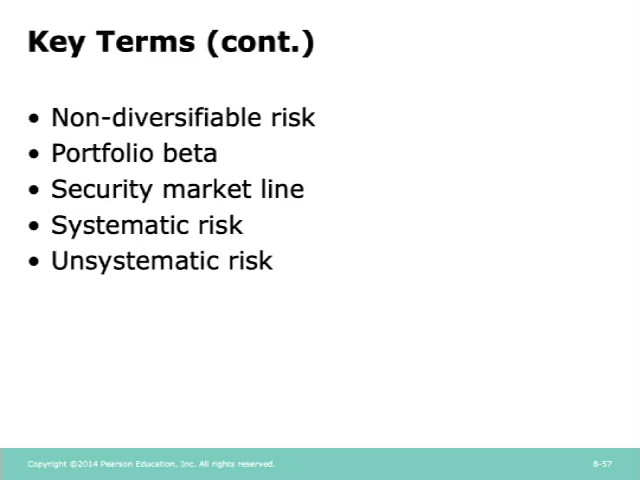 Key Terms (cont.)
• Non-diversifiable risk
• Portfolio beta
• Security market line
• Systematic risk
• Unsystematic risk
Copyright ©2014 Pearson Education, Inc. All rights reserved.
8-57